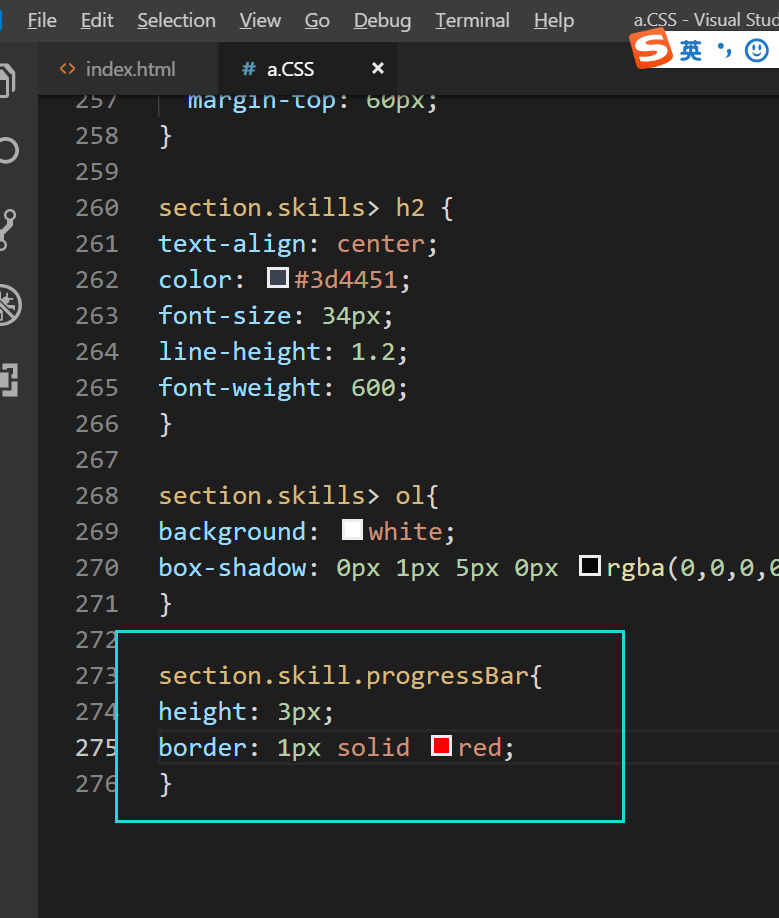 File Edit Selection View Go Debug Terminal Help a.CSS - Visual Stud
英
<> index.html # a.CSS ×
257 margin-top: 60px;
258 }
259
260 section.skills> h2 {
261 text-align: center;
262 color: #3d4451;
263 font-size: 34px;
264 line-height: 1.2;
265 font-weight: 600;
266 }
267
268 section.skills> ol{
269 background: white;
270 box-shadow: 0px 1px 5px 0px rgba(0,0,0,0
271 }
272
273 section.skill.progressBar{
274 height: 3px;
275 border: 1px solid red;
276 }